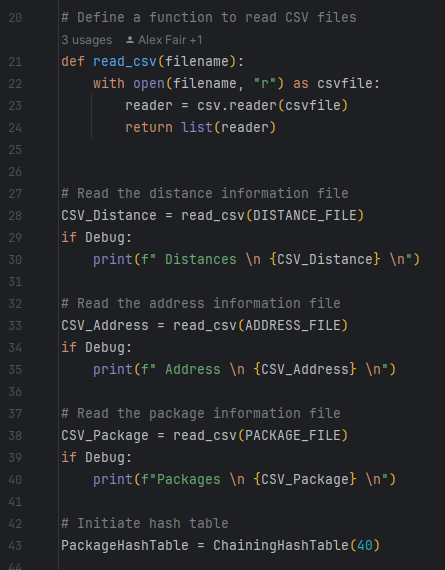 20 # Define a function to read CSV files
3 usages Alex Fair +1
21 def read_csv(filename):
22 with open(filename, "r") as csvfile:
23 reader = csv.reader(csvfile)
24 return list(reader)
25
26
27 # Read the distance information file
28 CSV_Distance = read_csv(DISTANCE_FILE)
29 if Debug:
30 print(f" Distances \n {CSV_Distance} \n")
31
32 # Read the address information file
33 CSV_Address = read_csv(ADDRESS_FILE)
34 if Debug:
35 print(f" Address \n {CSV_Address} \n")
36
37 # Read the package information file
38 CSV_Package = read_csv(PACKAGE_FILE)
39 if Debug:
40 print(f"Packages \n {CSV_Package} \n")
41
42 # Initiate hash table
43 PackageHashTable = ChainingHashTable(40)
44